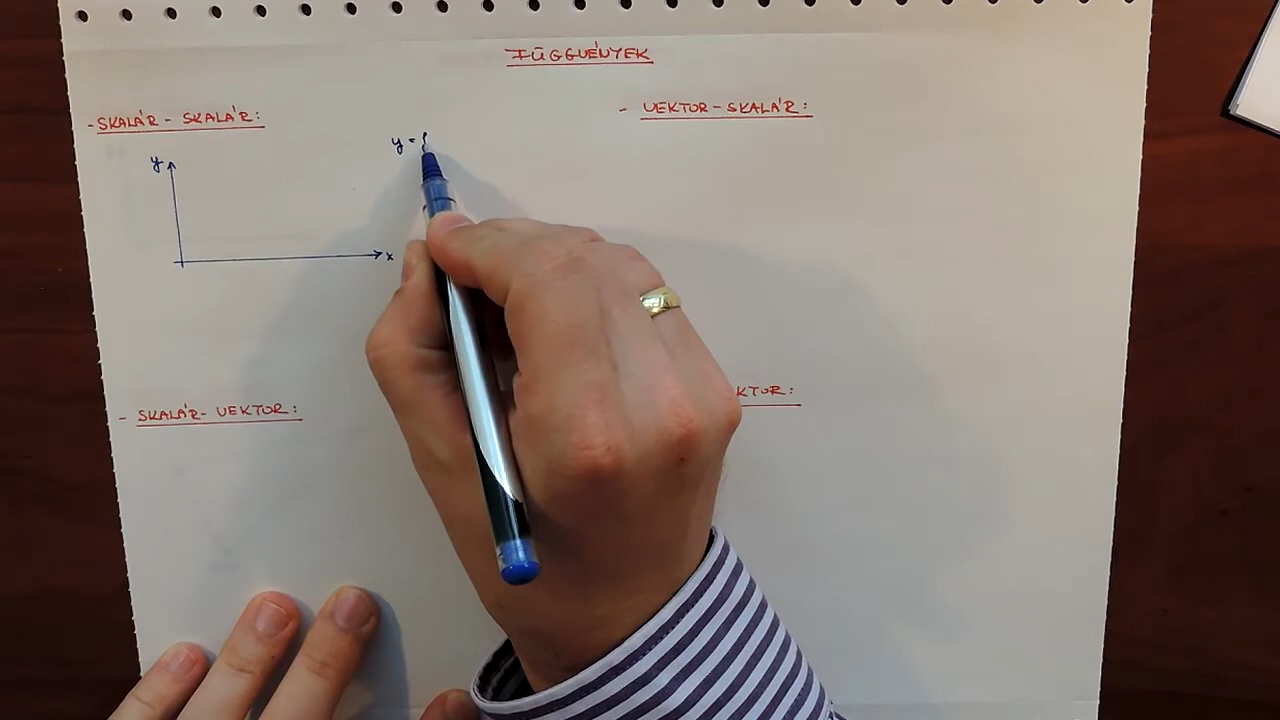 FÜGGVÉNYEK
- SKALÁR - SKALÁR:
y
x
y = f
- VEKTOR - SKALÁR:
- SKALÁR - VEKTOR:
KTOR: